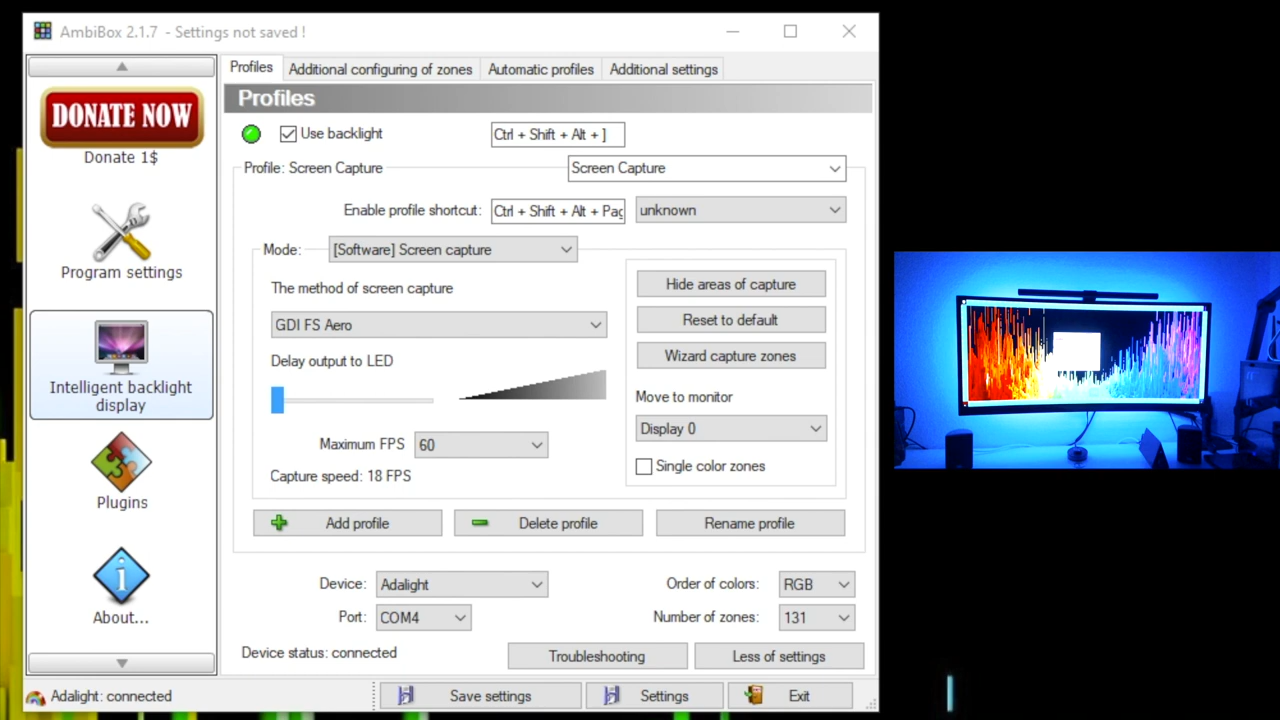 AmbiBox 2.1.7 - Settings not saved !
DONATE NOW
Donate 1$
Program settings
Intelligent backlight
display
Plugins
About...
Profiles
Additional configuring of zones
Automatic profiles
Additional settings
Profiles
Use backlight
Ctrl + Shift + Alt + ]
Profile: Screen Capture
Screen Capture
Enable profile shortcut:
Ctrl + Shift + Alt + Pag
unknown
Mode:
[Software] Screen capture
The method of screen capture
GDI FS Aero
Delay output to LED
Maximum FPS
60
Capture speed: 18 FPS
Hide areas of capture
Reset to default
Wizard capture zones
Move to monitor
Display 0
Single color zones
Add profile
Delete profile
Rename profile
Device:
Adalight
Order of colors:
RGB
Port:
COM4
Number of zones:
131
Device status: connected
Troubleshooting
Less of settings
Adalight: connected
Save settings
Settings
Exit